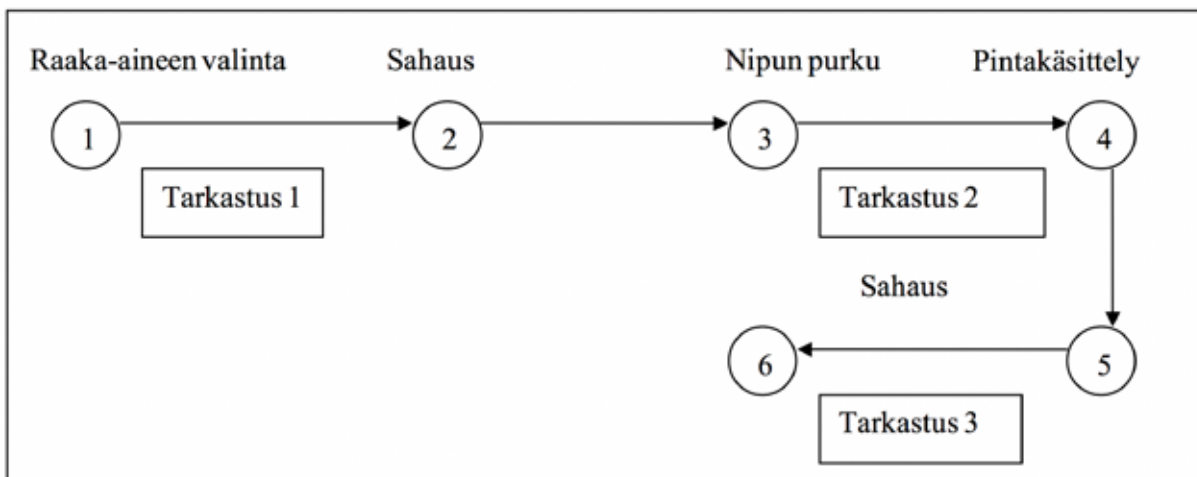 Raaka-aineen valinta
Sahaus
Nipun purku
Pintakäsittely
1
2
3
4
Tarkastus 1
Tarkastus 2
Sahaus
6
5
Tarkastus 3